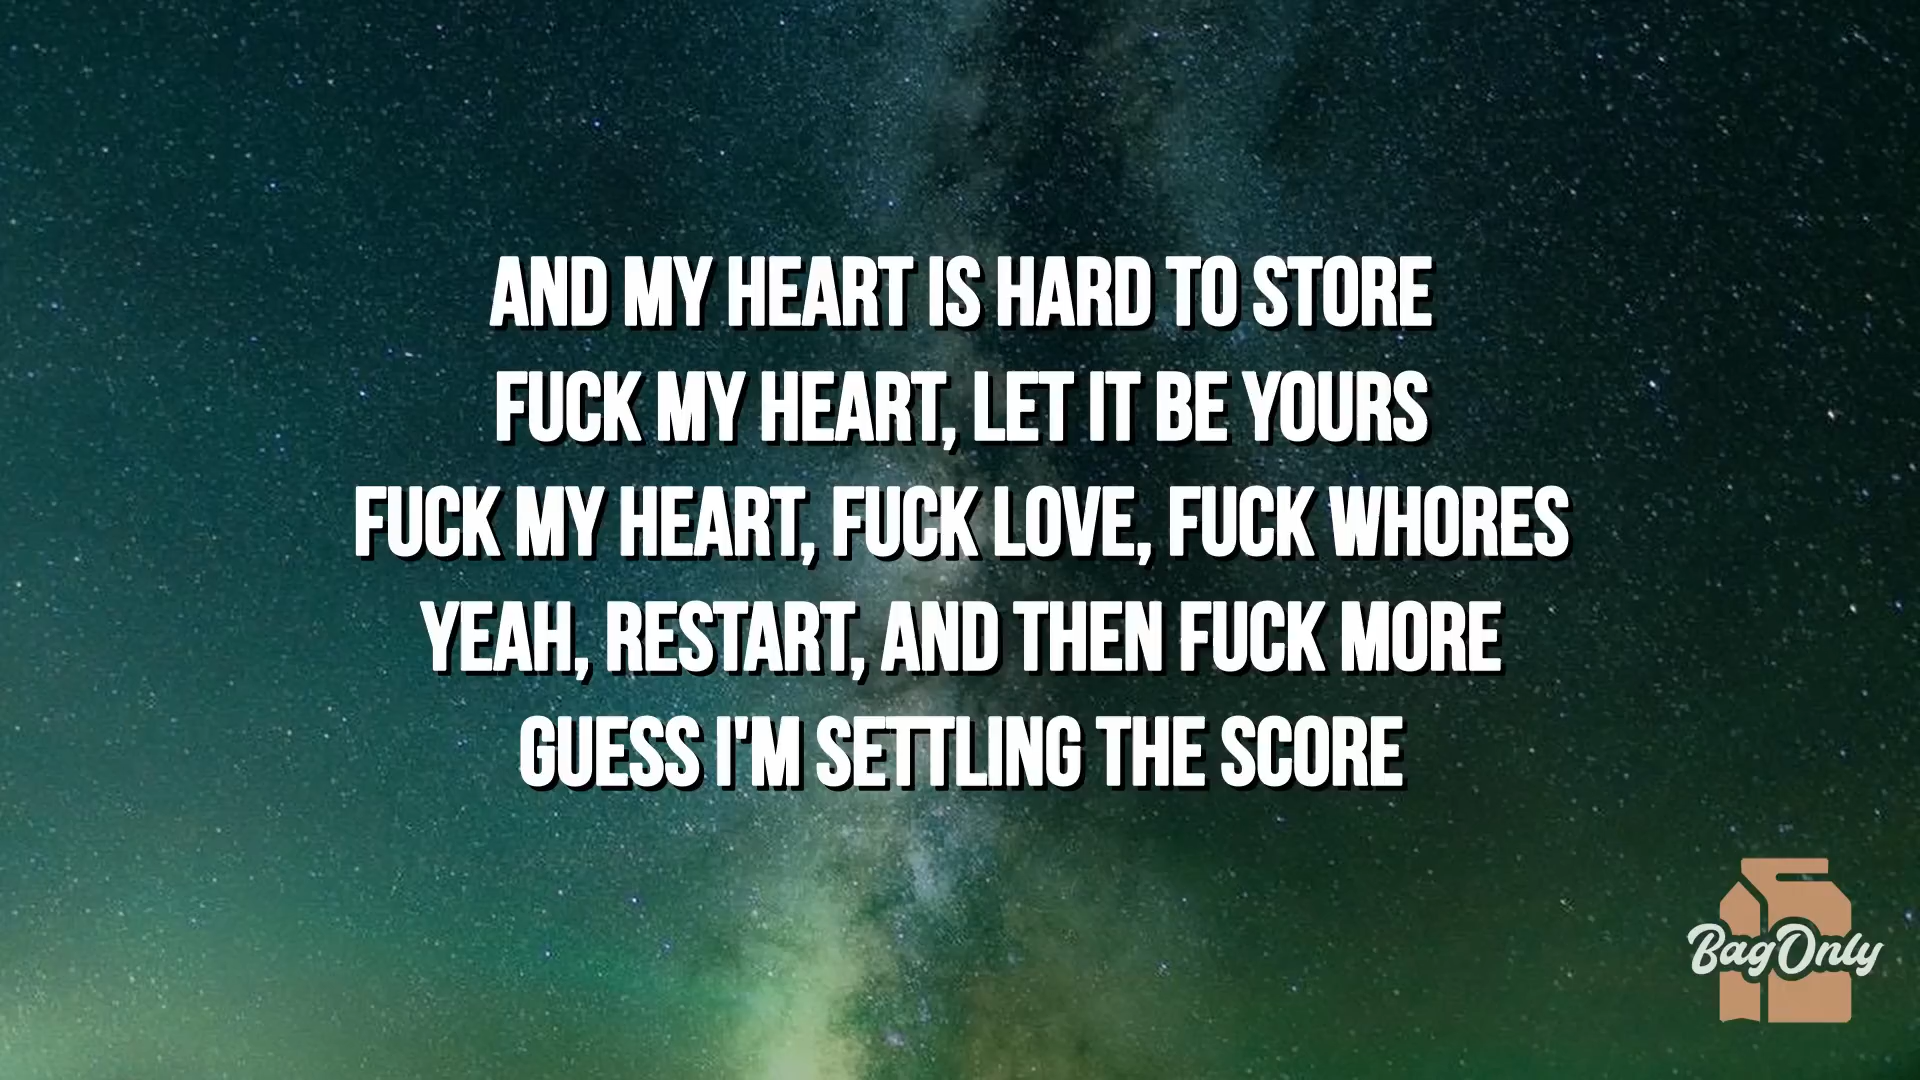 AND MY HEART IS HARD TO STORE
FUCK MY HEART, LET IT BE YOURS
FUCK MY HEART, FUCK LOVE, FUCK WHORES
YEAH, RESTART, AND THEN FUCK MORE
GUESS I'M SETTLING THE SCORE
BagOnly